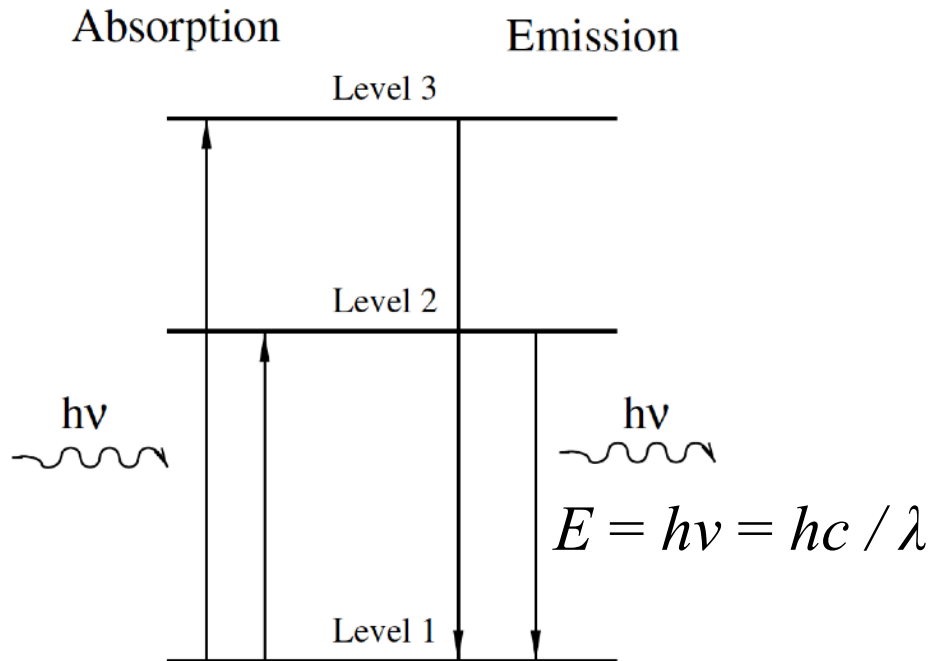 Absorption
Emission
Level 3
Level 2
hν
hν
E = hν = hc / λ
Level 1